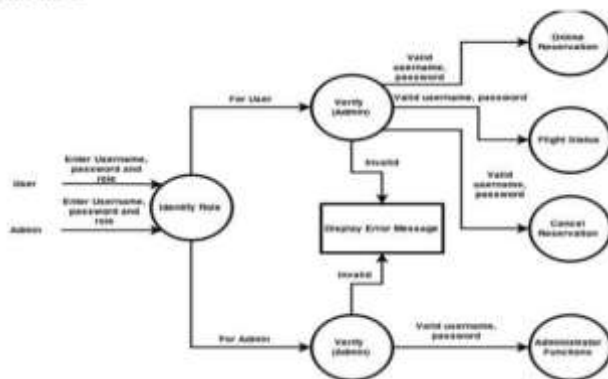 Online
Reservation
Valid
username,
password
For User
Verify
(Admin)
Valid username, password
Flight Status
Invalid
Enter Username,
password and
role
User
Valid
username,
password
Identity Role
Enter Username,
password and
role
Admin
Display Error Message
Cancel
Reservation
Invalid
For Admin
Verify
(Admin)
Valid username,
password
Administrator
Functions